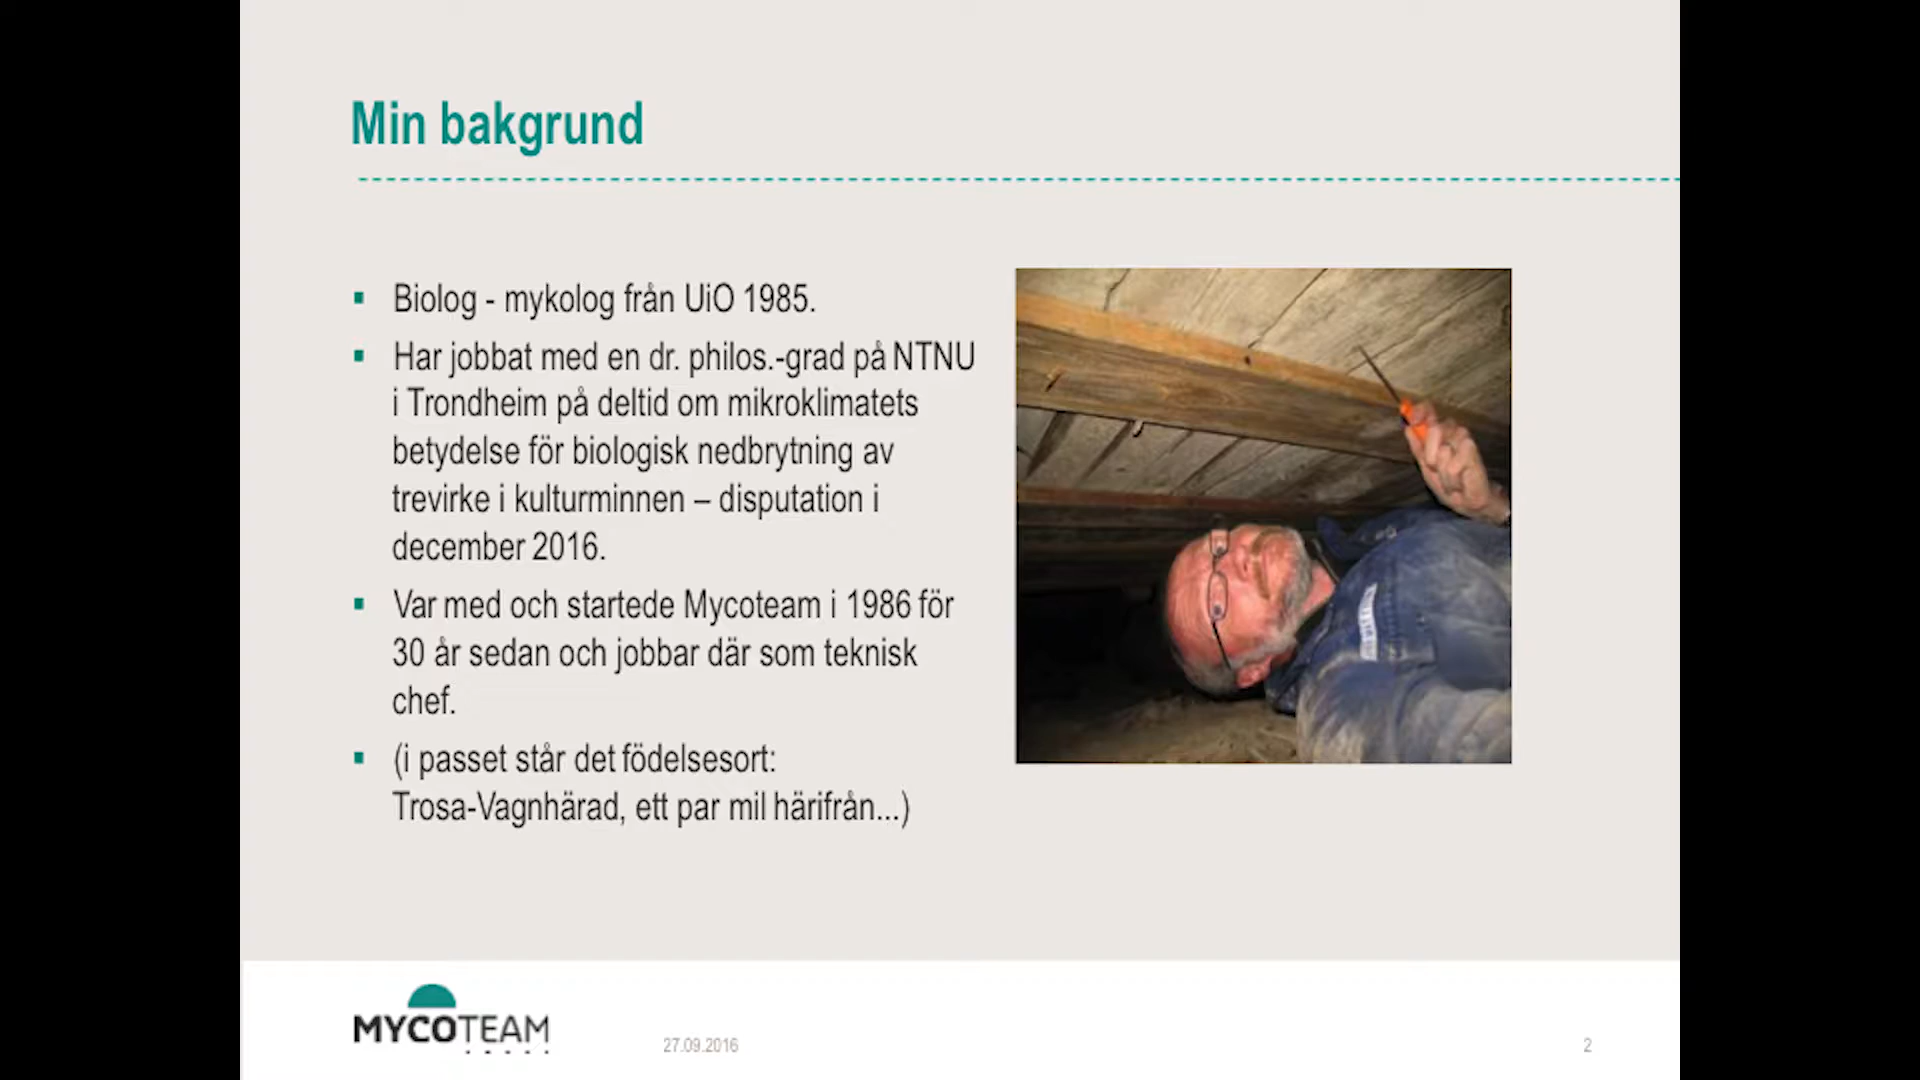 Min bakgrund
Biolog - mykolog från UiO 1985.
Har jobbat med en dr. philos.-grad på NTNU
i Trondheim på deltid om mikroklimatets
betydelse för biologisk nedbrytning av
trevirke i kulturminnen – disputation i
december 2016.
Var med och startede Mycoteam i 1986 för
30 år sedan och jobbar där som teknisk
chef.
(i passet står det födelsesort:
Trosa-Vagnhärad, ett par mil härifrån...)
MYCOTEAM
27.09.2016
2